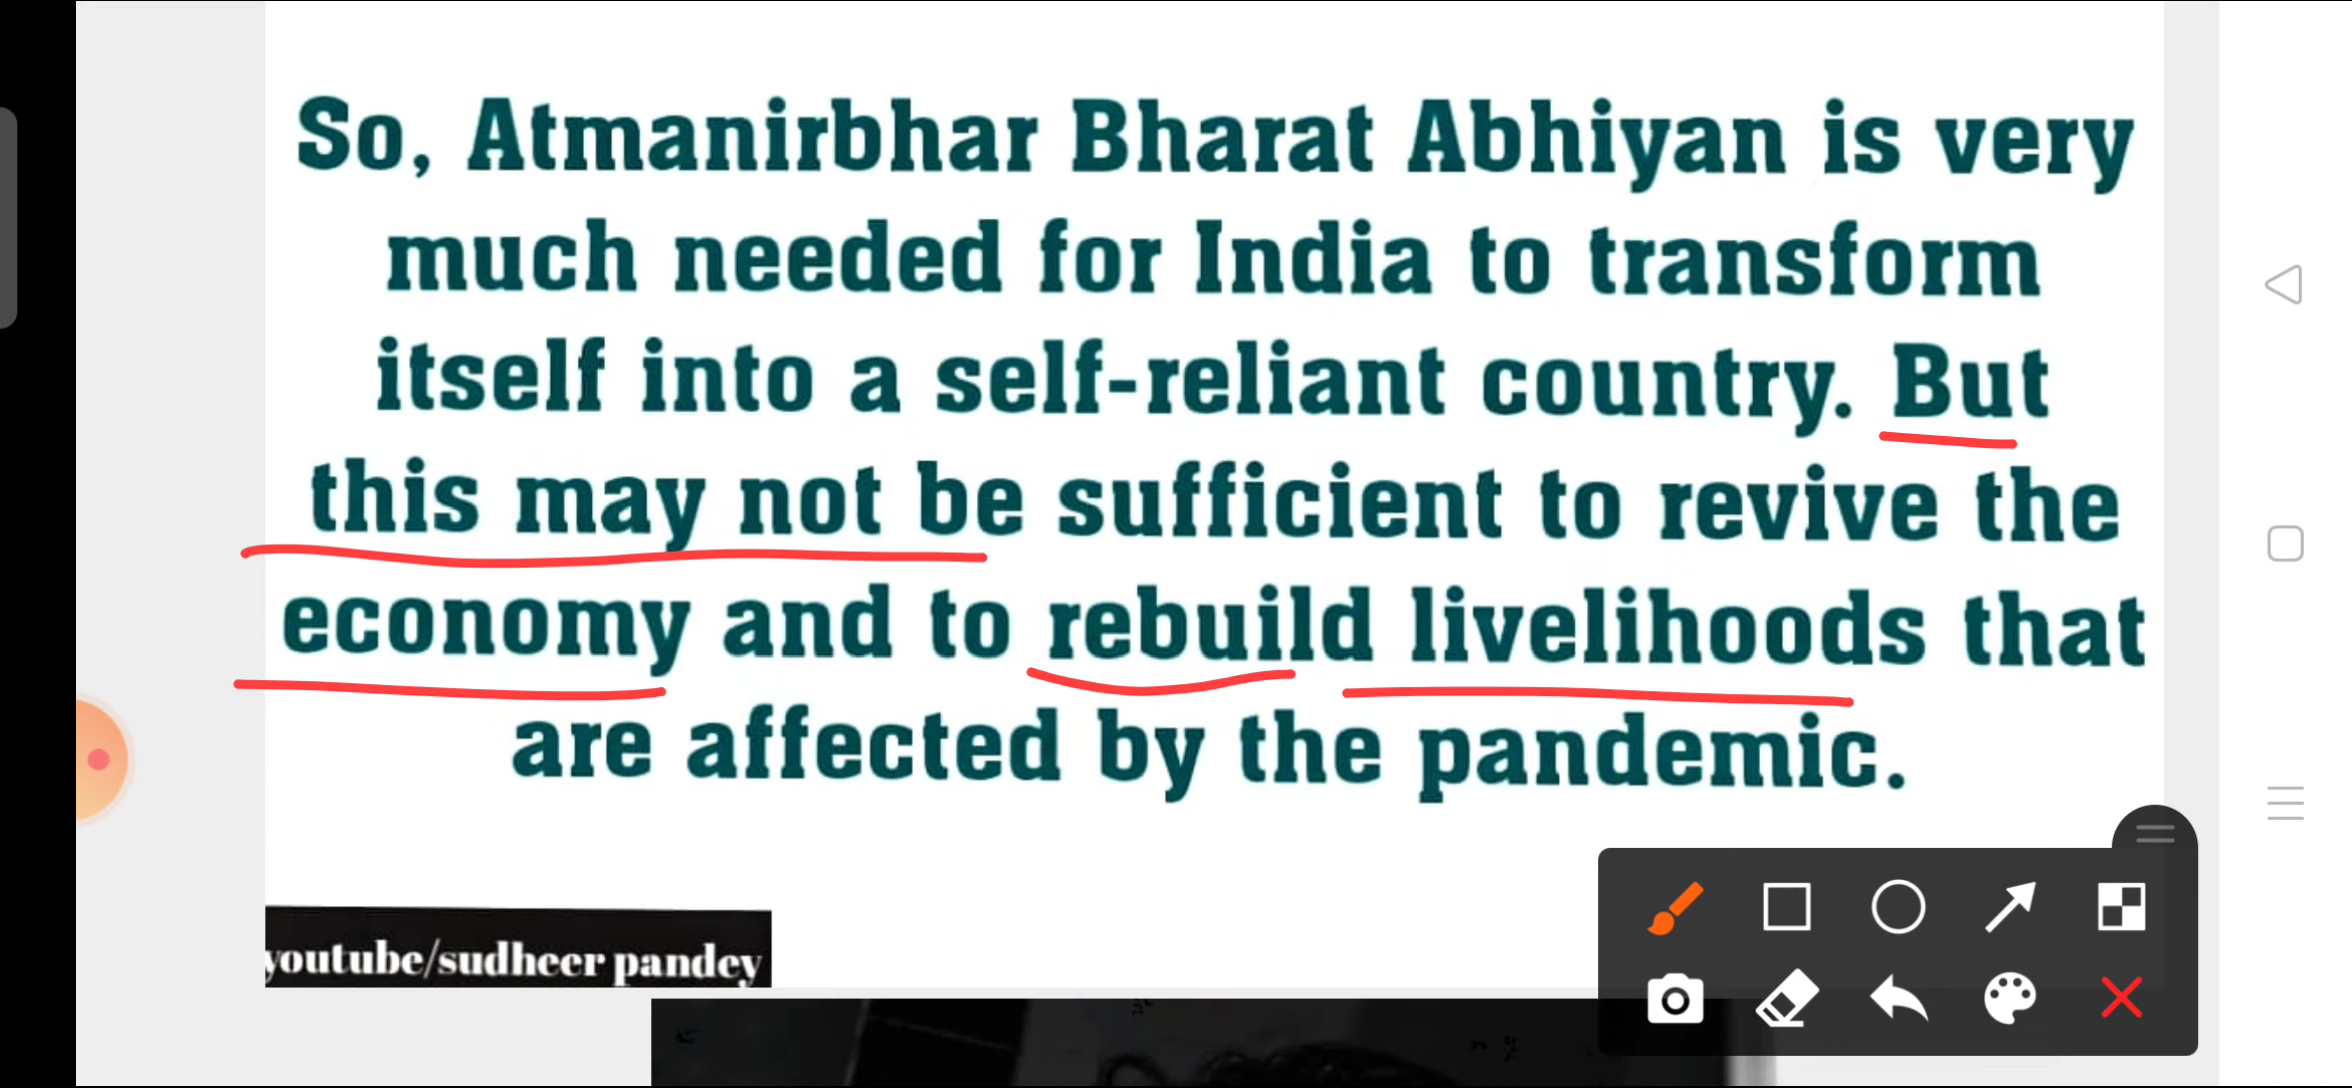 So, Atmanirbhar Bharat Abhiyan is very
much needed for India to transform
itself into a self-reliant country. But
this may not be sufficient to revive the
economy and to rebuild livelihoods that
are affected by the pandemic.
youtube/sudheer pandey